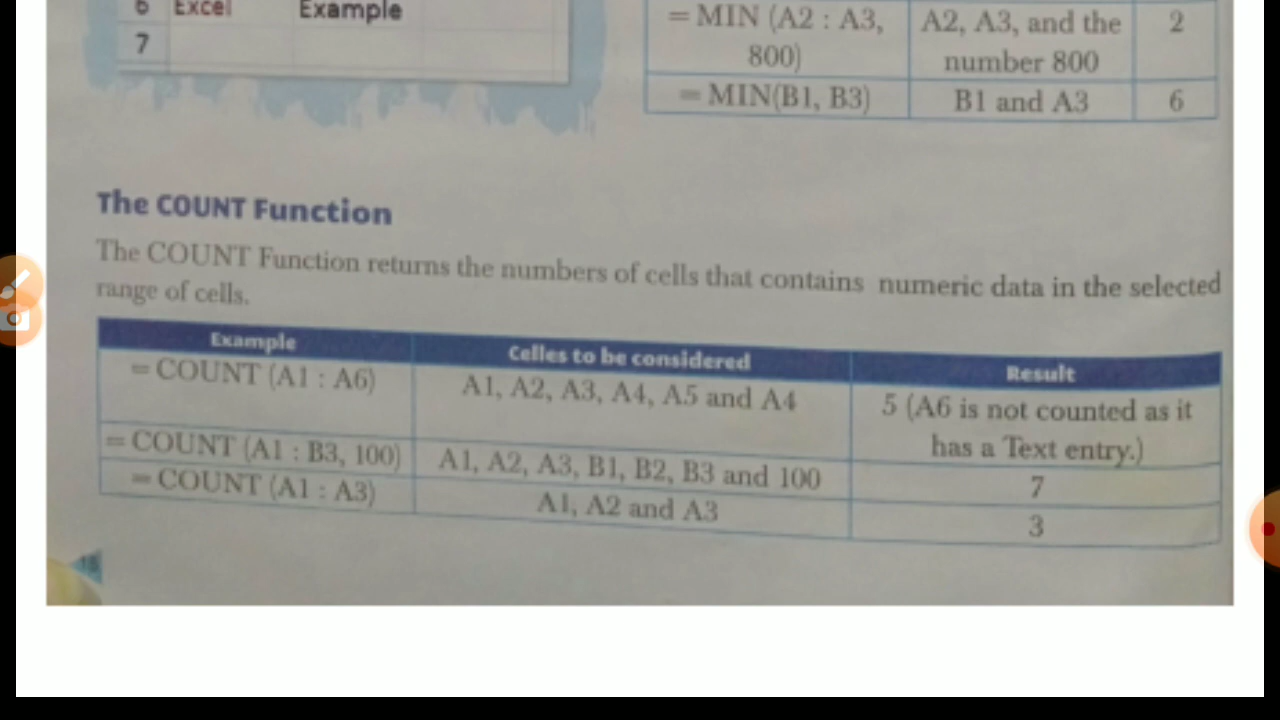 6 Excel Example
7
= MIN (A2 : A3, 800) A2, A3, and the number 800 2
= MIN(B1, B3) B1 and A3 6
The COUNT Function
The COUNT Function returns the numbers of cells that contains numeric data in the selected
range of cells.
Example Celles to be considered Result
= COUNT (A1 : A6) A1, A2, A3, A4, A5 and A4 5 (A6 is not counted as it has a Text entry.)
= COUNT (A1 : B3, 100) A1, A2, A3, B1, B2, B3 and 100 7
= COUNT (A1 : A3) A1, A2 and A3 3